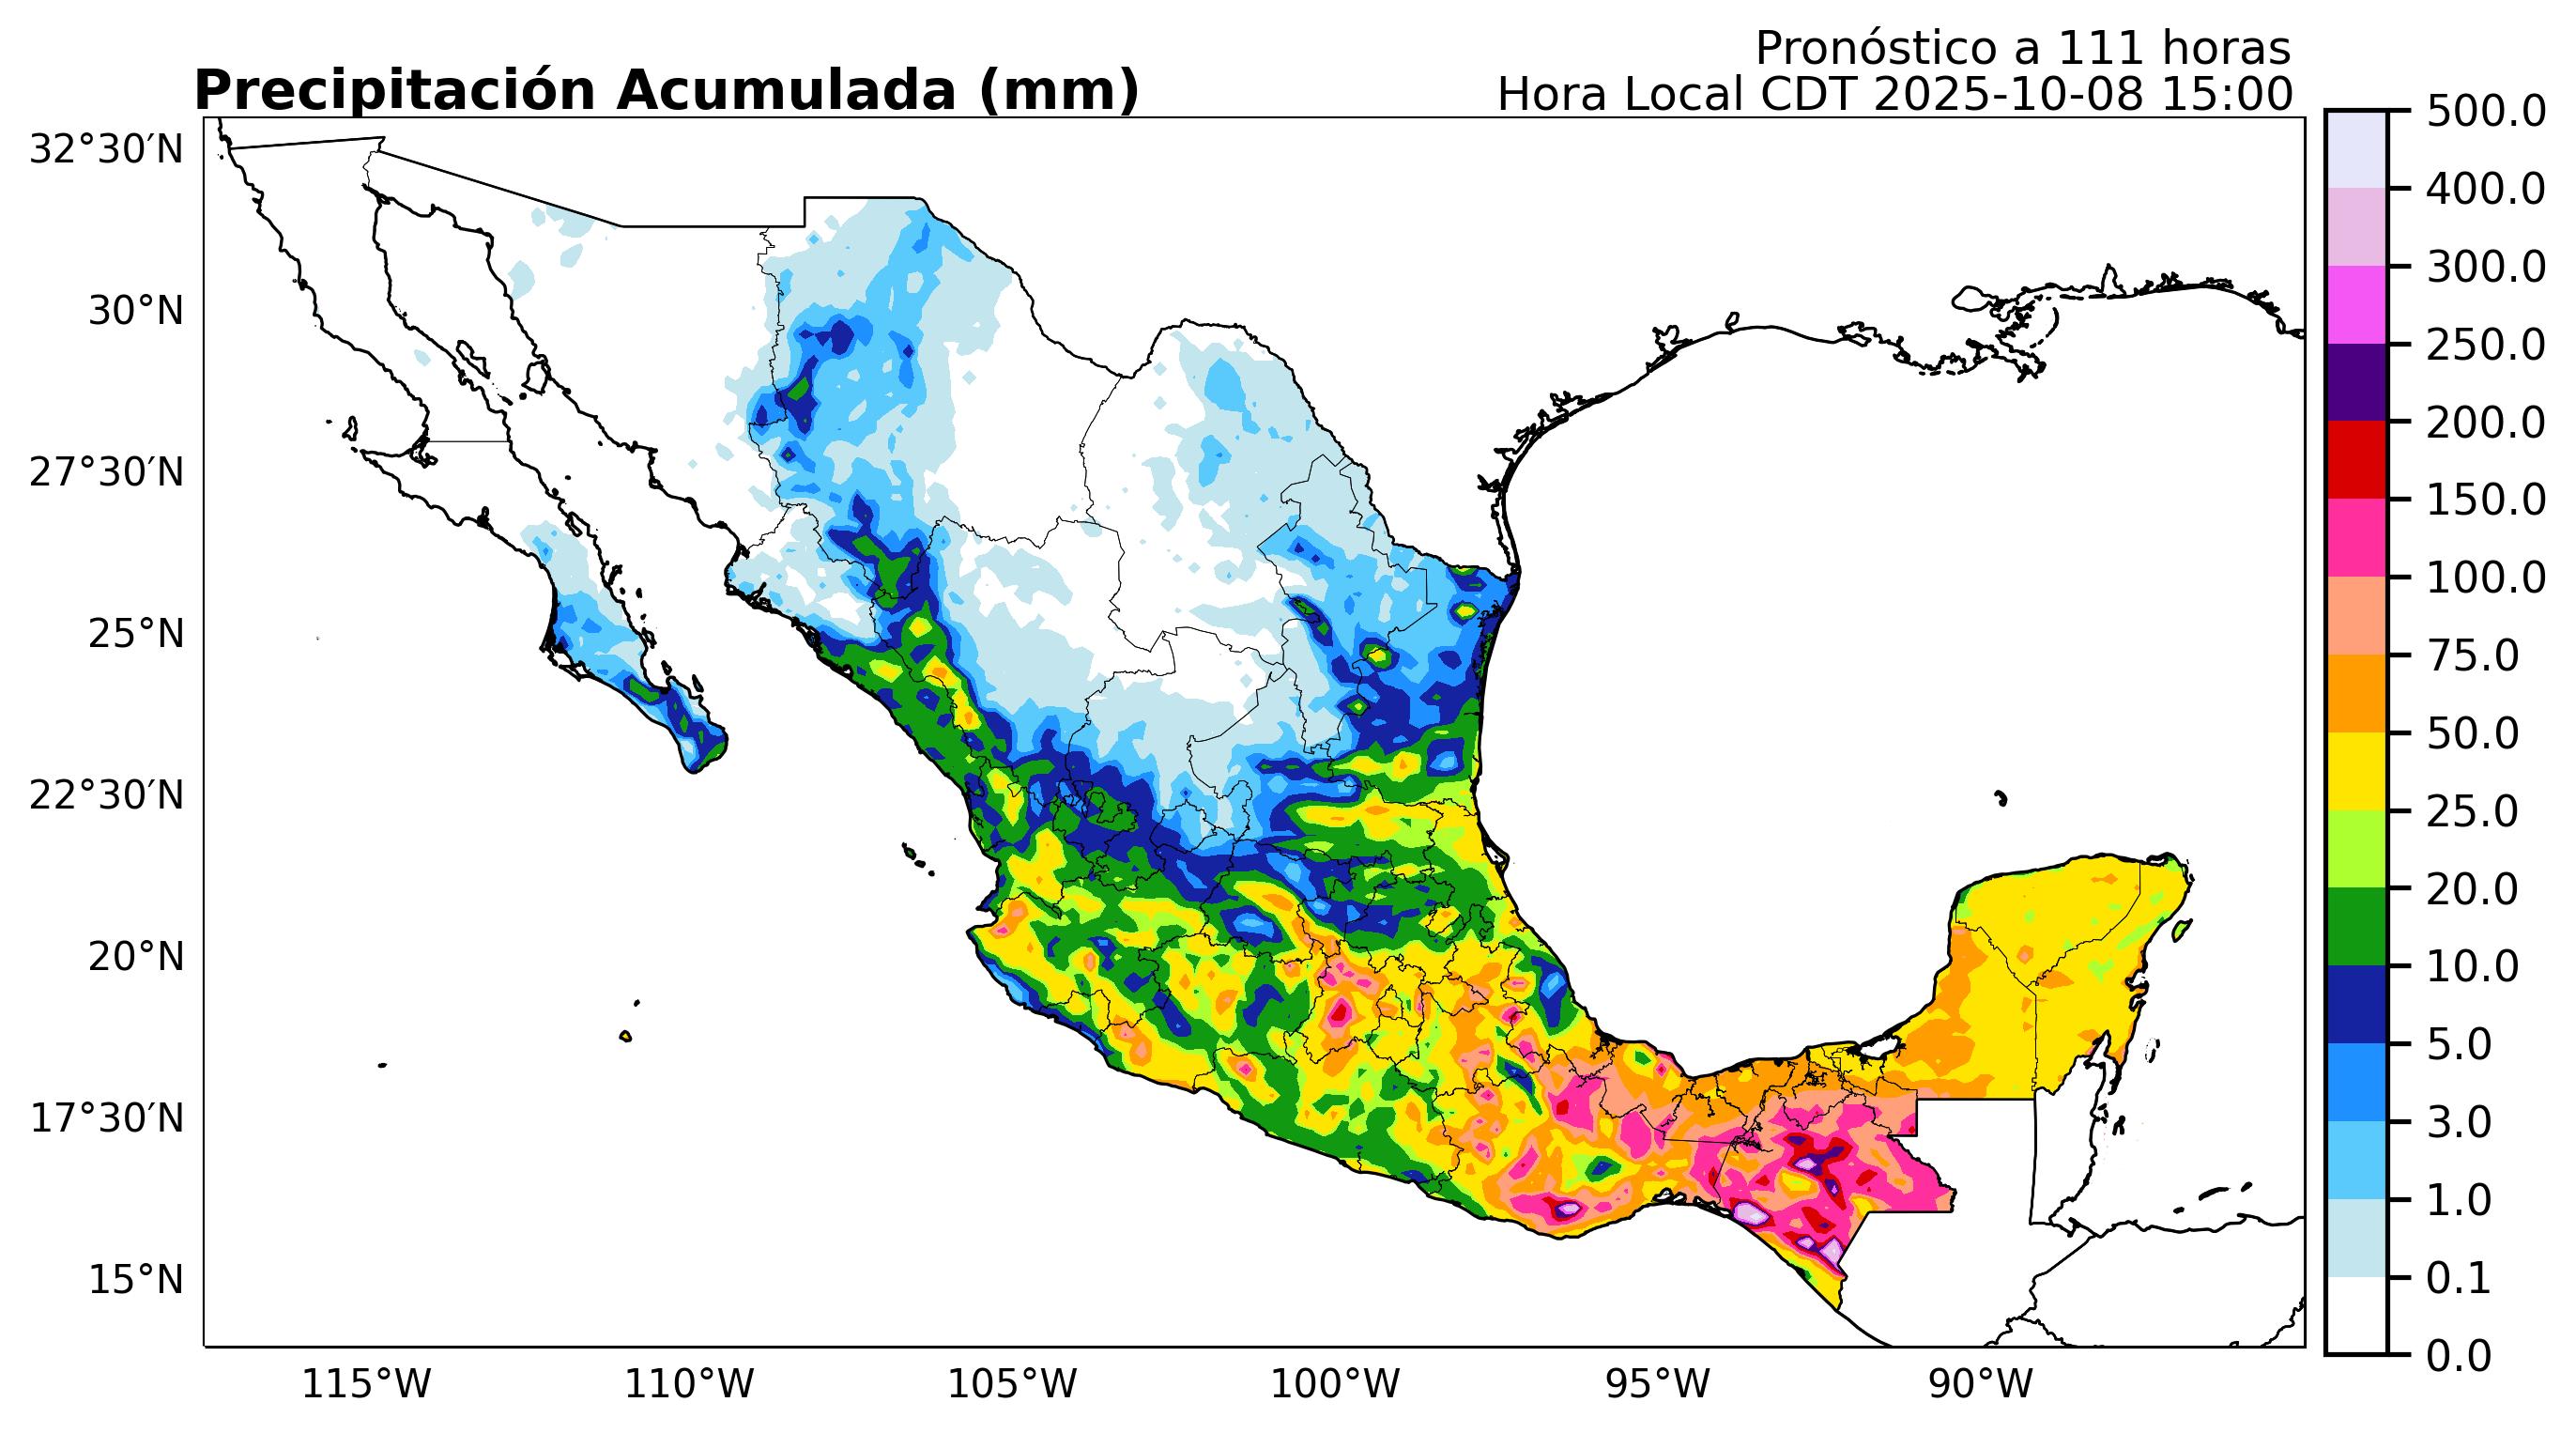 Pronóstico a 111 horas
Precipitación Acumulada (mm)
Hora Local CDT 2025-10-08 15:00
32°30′N
30°N
27°30′N
25°N
22°30′N
20°N
17°30′N
15°N
115°W
110°W
105°W
100°W
95°W
90°W
500.0
400.0
300.0
250.0
200.0
150.0
100.0
75.0
50.0
25.0
20.0
10.0
5.0
3.0
1.0
0.1
0.0